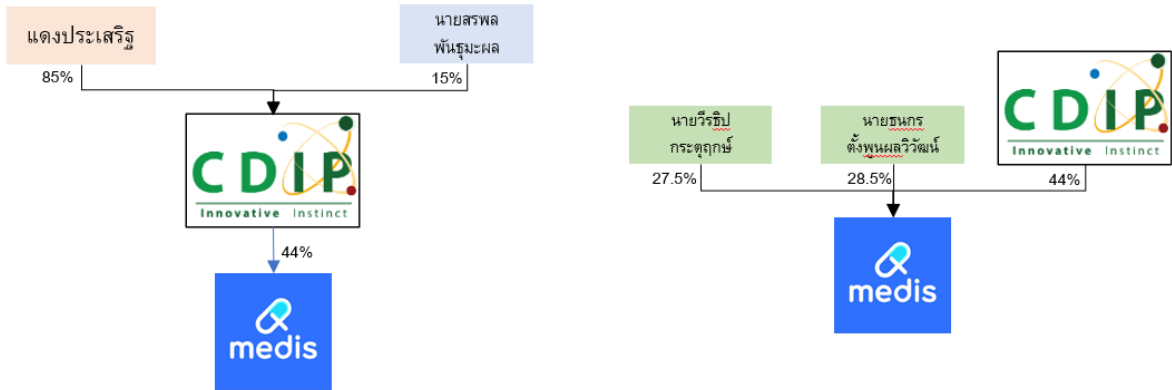 แดงประเสริฐ
นายสรพล
พันธุมะผล
85%
15%
CDIP
Innovative Instinct
44%
medis
นายวีรธิป
กระตุฤกษ์
นายธนกร
ตั้งพูนผลวิวัฒน์
CDIP
Innovative Instinct
27.5%
28.5%
44%
medis